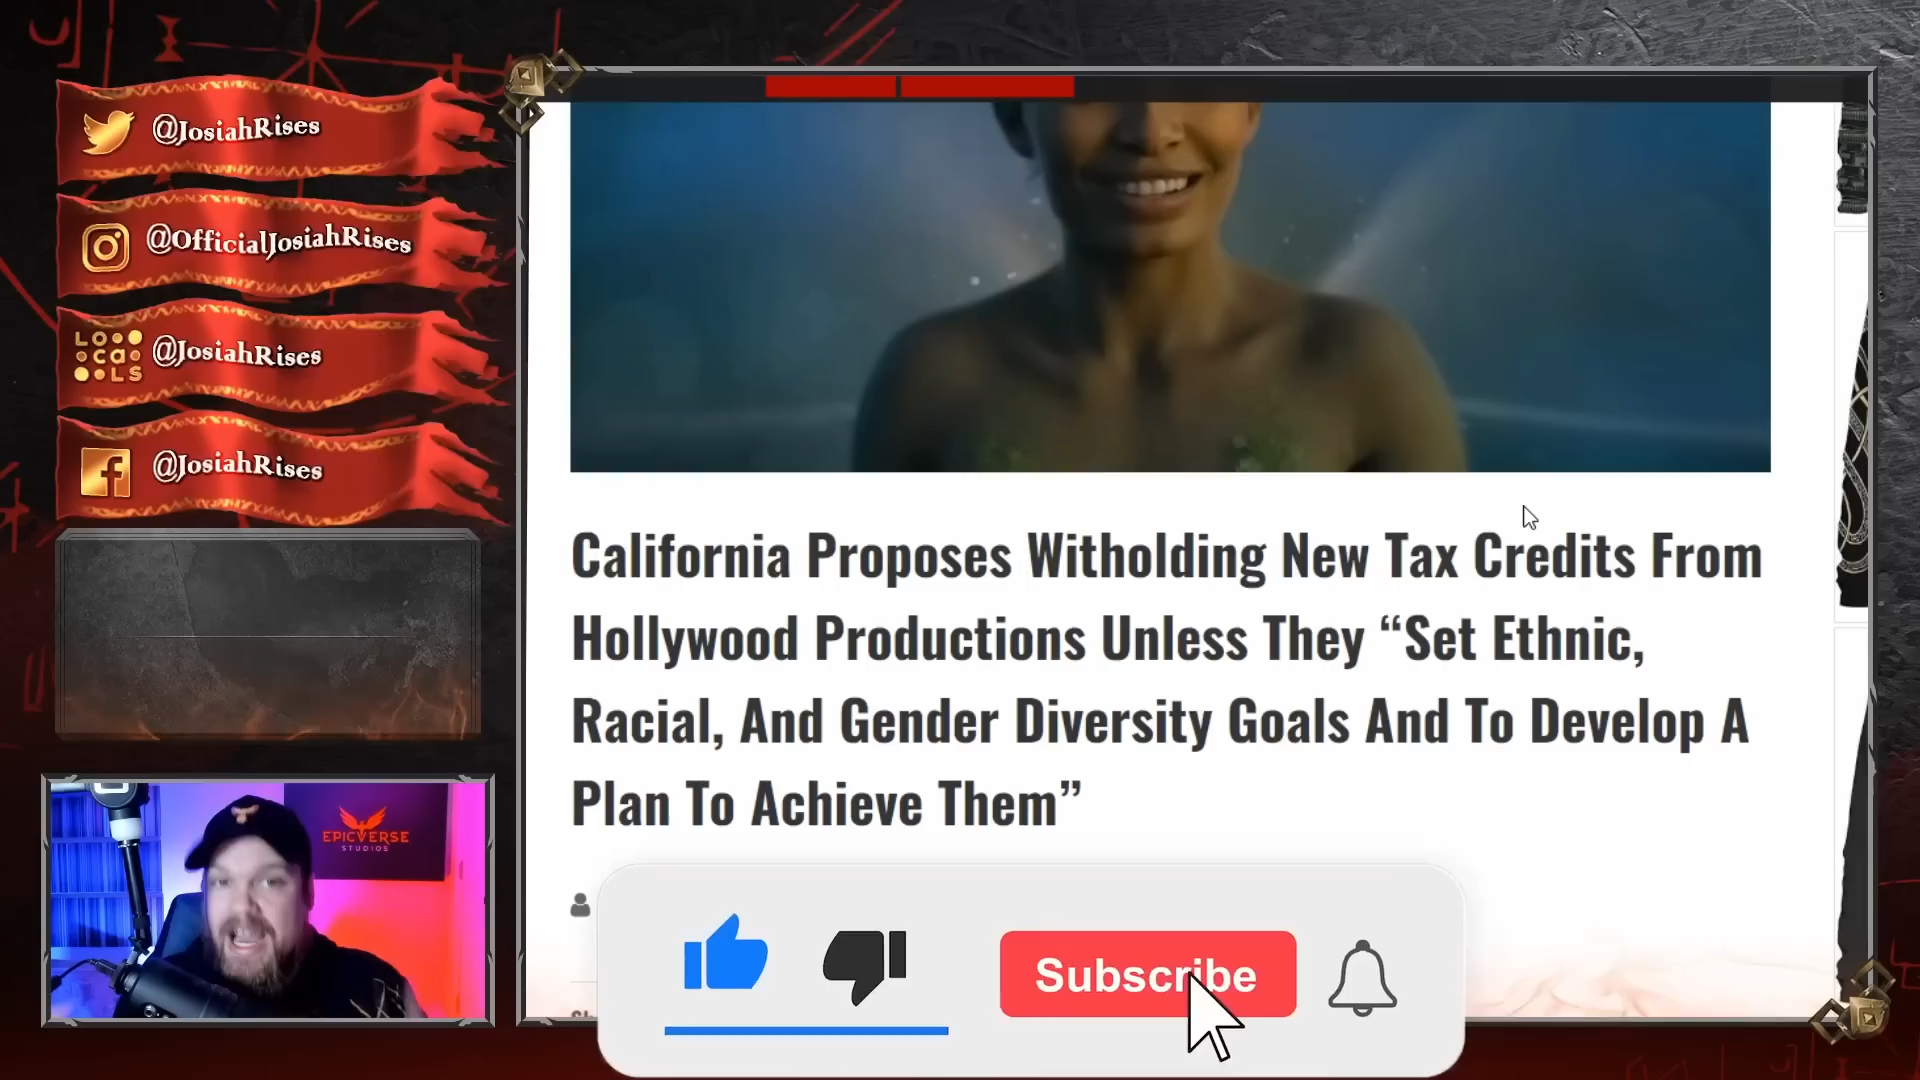 @JosiahRises
@OfficialJosiahRises
LOcaLS
@JosiahRises
@JosiahRises
California Proposes Witholding New Tax Credits From
Hollywood Productions Unless They “Set Ethnic,
Racial, And Gender Diversity Goals And To Develop A
Plan To Achieve Them”
EPICVERSE
STUDIOS
Subscribe